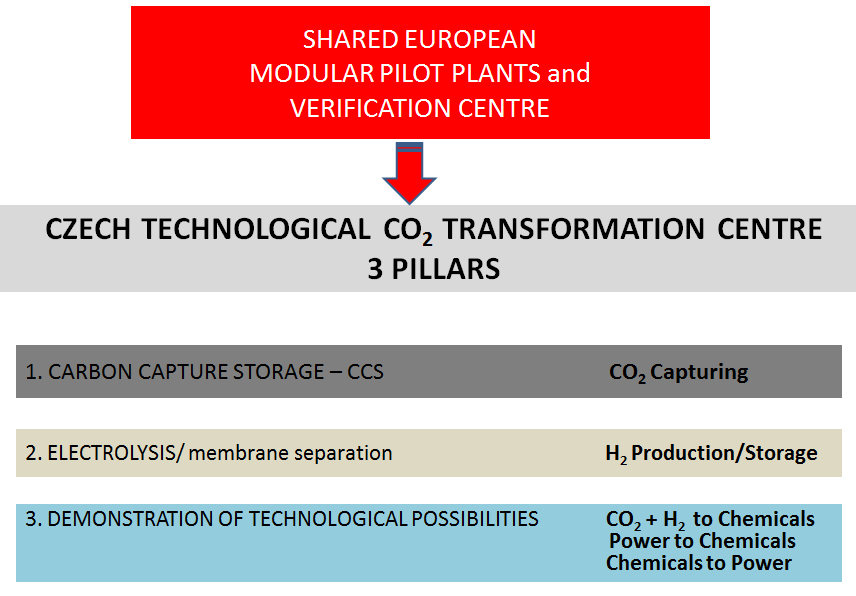 SHARED EUROPEAN
MODULAR PILOT PLANTS and
VERIFICATION CENTRE
CZECH TECHNOLOGICAL CO₂ TRANSFORMATION CENTRE
3 PILLARS
1. CARBON CAPTURE STORAGE – CCS CO₂ Capturing
2. ELECTROLYSIS/ membrane separation H₂ Production/Storage
3. DEMONSTRATION OF TECHNOLOGICAL POSSIBILITIES CO₂ + H₂ to Chemicals
Power to Chemicals
Chemicals to Power